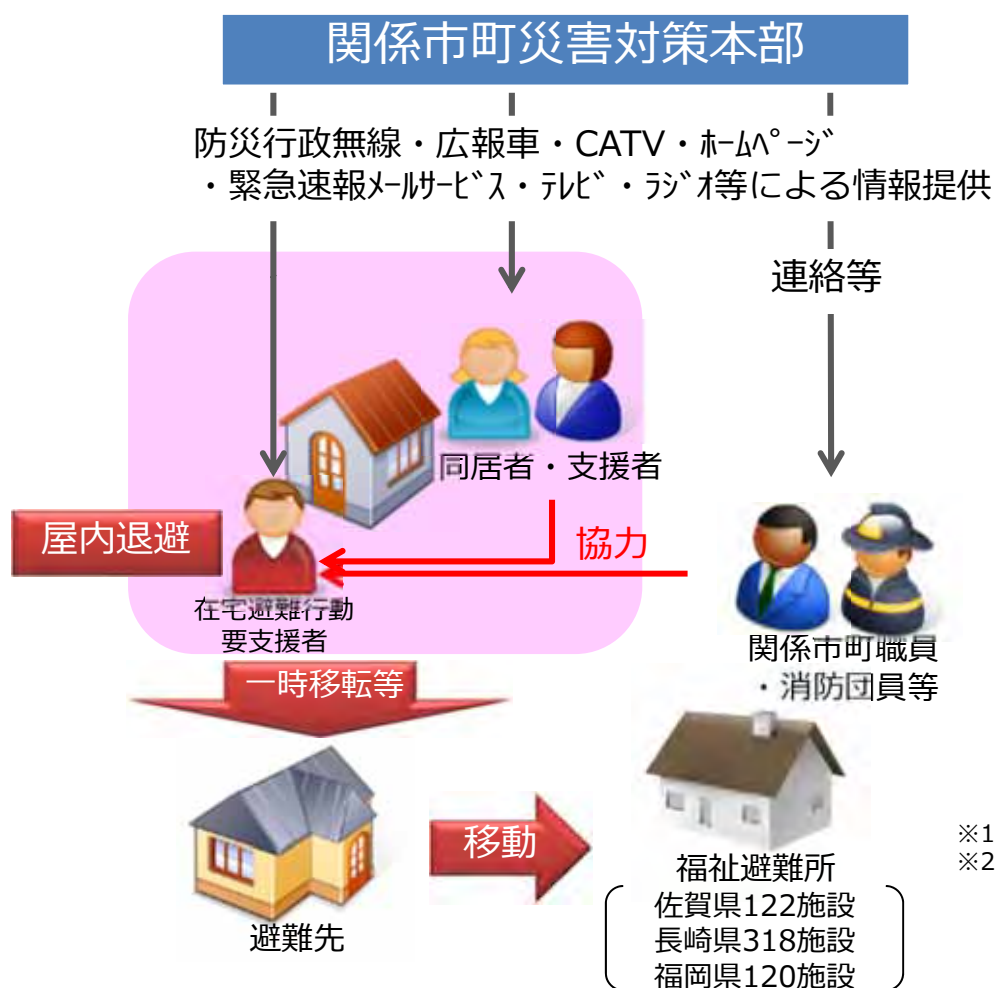 関係市町災害対策本部
防災行政無線・広報車・CATV・ﾎｰﾑﾍﾟｰｼﾞ
・緊急速報ﾒｰﾙｻｰﾋﾞｽ・ﾃﾚﾋﾞ・ﾗｼﾞｵ等による情報提供
連絡等
同居者・支援者
屋内退避
協力
在宅避難行動
要支援者
関係市町職員
・消防団員等
一時移転等
移動
避難先
福祉避難所
佐賀県122施設
長崎県318施設
福岡県120施設
※1
※2